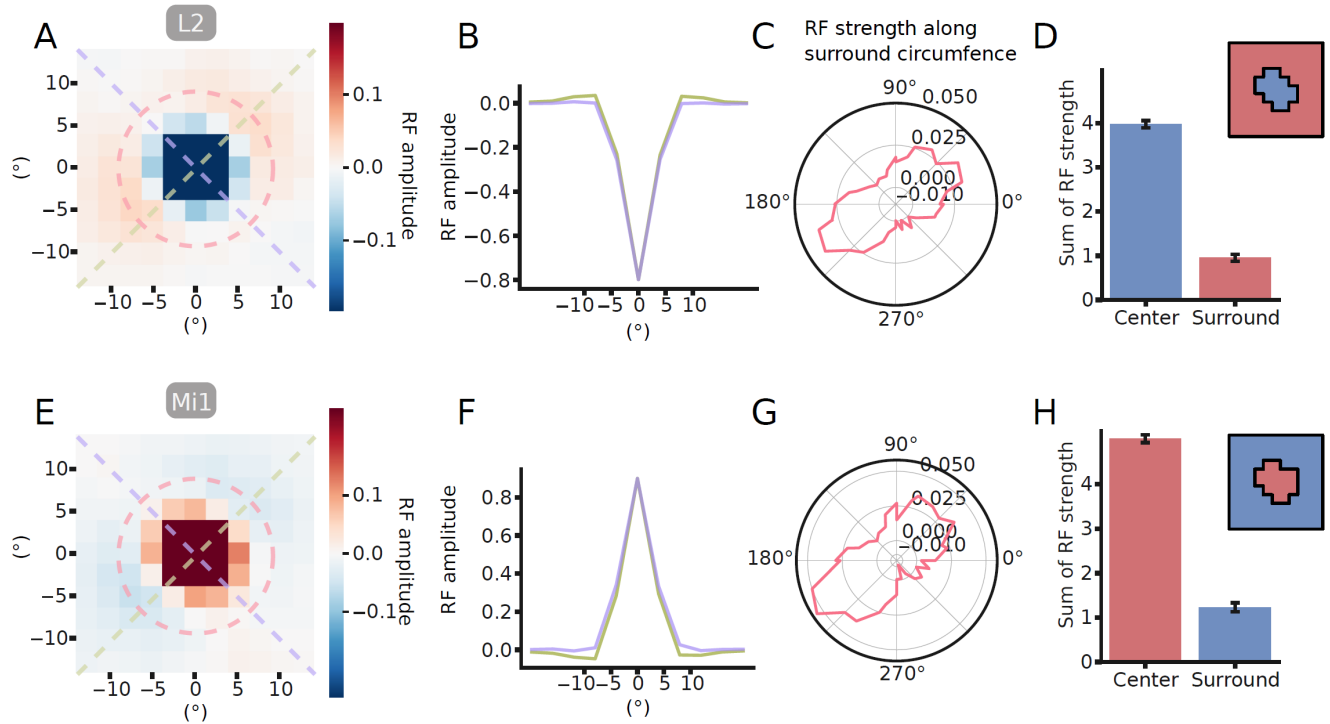 A
L2
10
5
0
−5
−10
(°)
−10 −5 0 5 10
(°)
0.1
0.0
−0.1
RF amplitude
B
RF amplitude
0.0
−0.2
−0.4
−0.6
−0.8
−10 −5 0 5 10
(°)
C
RF strength along
surround circumfence
90°
0.050
0.025
0.000
−0.010
180°
0°
270°
D
Sum of RF strength
4
3
2
1
0
Center Surround
E
Mi1
10
5
0
−5
−10
(°)
−10 −5 0 5 10
(°)
0.1
0.0
−0.1
RF amplitude
F
RF amplitude
0.8
0.6
0.4
0.2
0.0
−10 −5 0 5 10
(°)
G
90°
0.050
0.025
0.000
−0.010
180°
0°
270°
H
Sum of RF strength
4
3
2
1
0
Center Surround